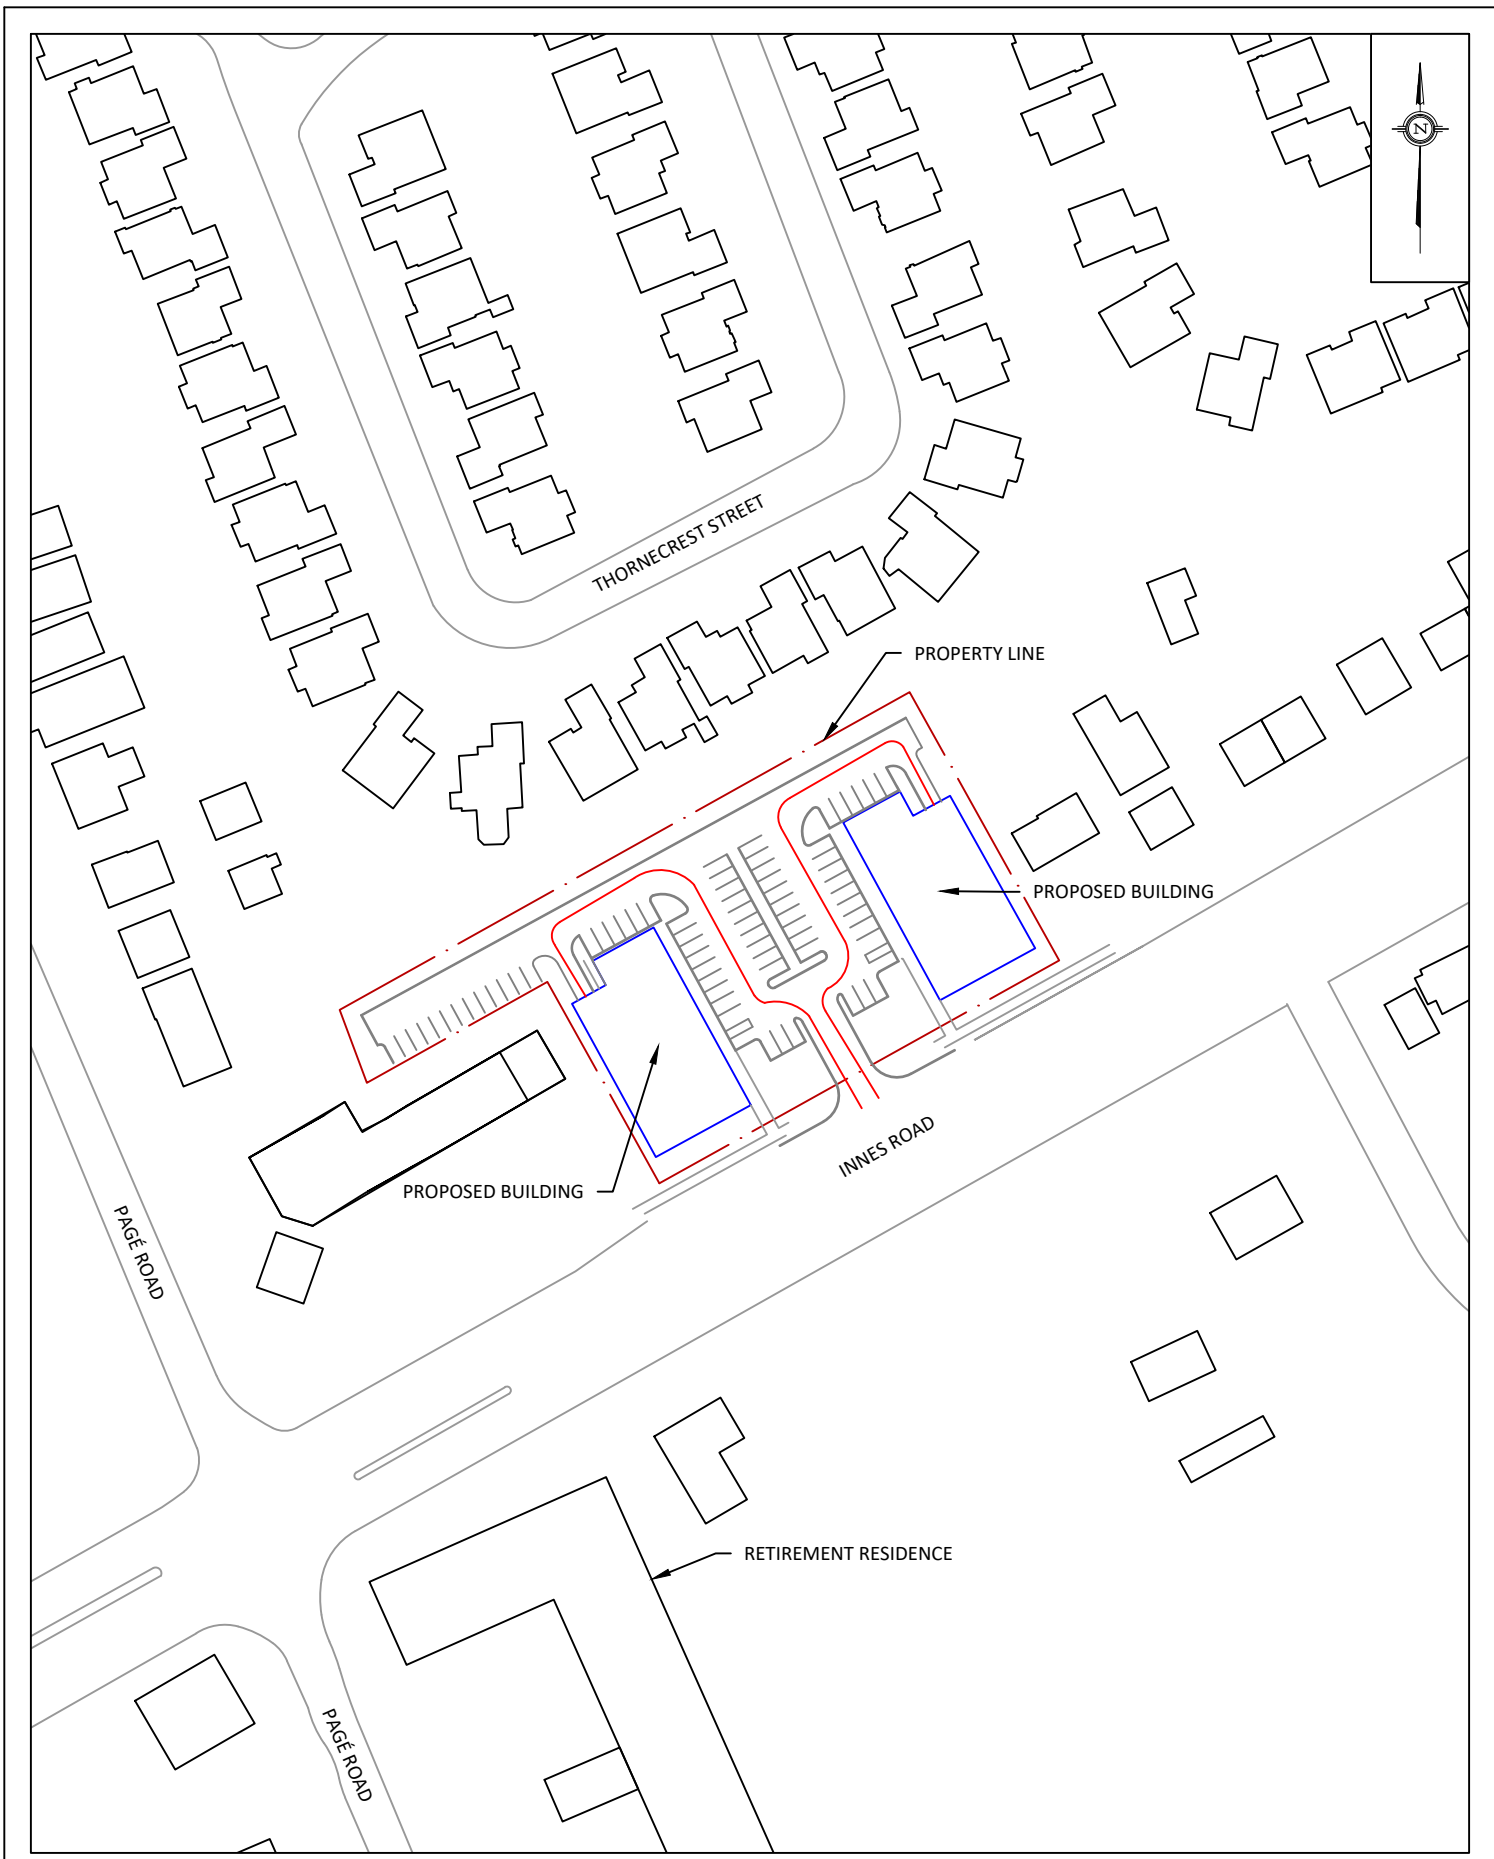 N
THORNECREST STREET
PROPERTY LINE
PROPOSED BUILDING
INNES ROAD
PROPOSED BUILDING
PAGÉ ROAD
RETIREMENT RESIDENCE
PAGÉ ROAD